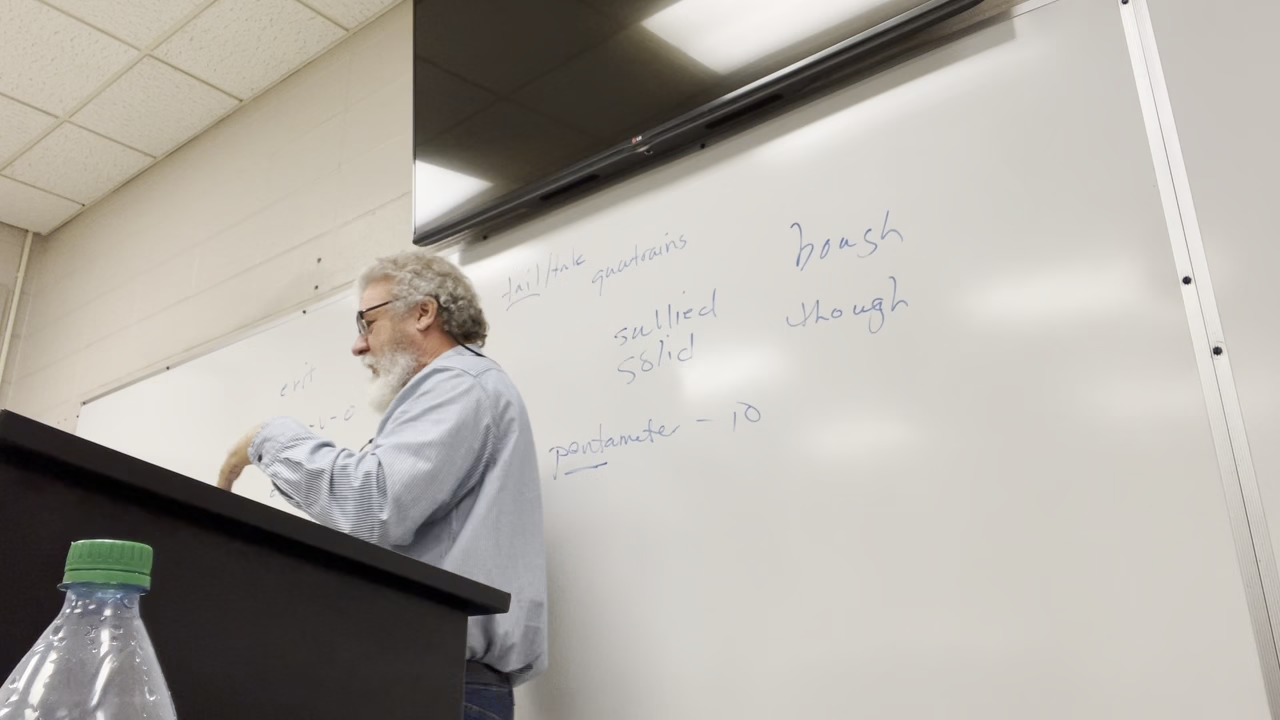 tail/tale quatrains
bough
though
sullied
solid
pentameter - 10
exit